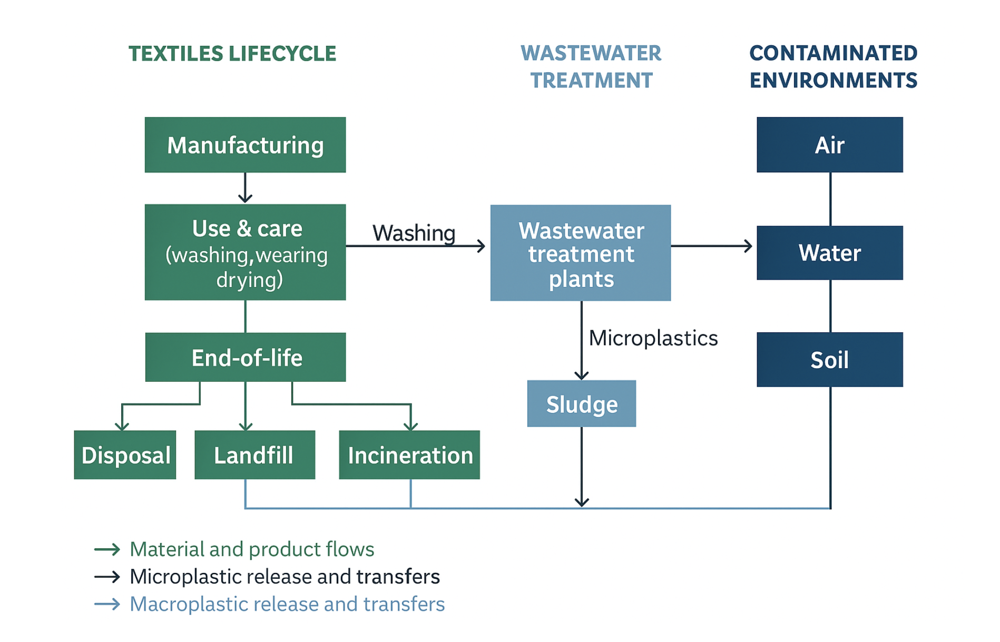 TEXTILES LIFECYCLE
WASTEWATER
TREATMENT
CONTAMINATED
ENVIRONMENTS
Manufacturing
Use & care
(washing,wearing
drying)
End-of-life
Disposal
Landfill
Incineration
Washing
Wastewater
treatment
plants
Microplastics
Sludge
Air
Water
Soil
Material and product flows
Microplastic release and transfers
Macroplastic release and transfers